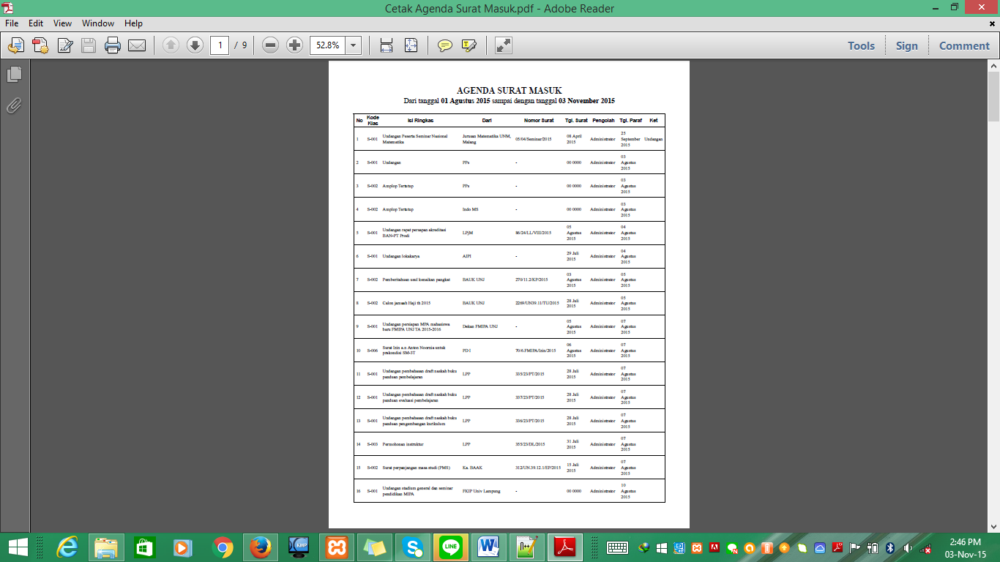 Cetak Agenda Surat Masuk.pdf - Adobe Reader
File Edit View Window Help
1 / 9 52.8% Tools Sign Comment
AGENDA SURAT MASUK
Dari tanggal 01 Agustus 2015 sampai dengan tanggal 03 November 2015
No Kode Klas Isi Ringkas Dari Nomor Surat Tgl. Surat Pengolah Tgl. Paraf Ket
1 S-001 Undangan Peserta Seminar Nasional Matematika Jurusan Matematika UNM, Malang 05/04/Seminar/2015 08 April 2015 Administrator 25 September 2015 Undangan
2 S-001 Undangan PPs - 00 0000 Administrator 03 Agustus 2015
3 S-002 Amplop Tertutup PPs - 00 0000 Administrator 03 Agustus 2015
4 S-002 Amplop Tertutup Indo MS - 00 0000 Administrator 03 Agustus 2015
5 S-001 Undangan rapat persiapan akreditasi BAN-PT Prodi LPjM 86/24/LL/VIII/2015 05 Agustus 2015 Administrator 04 Agustus 2015
6 S-001 Undangan lokakarya AIPI - 29 Juli 2015 Administrator 04 Agustus 2015
7 S-002 Pemberitahuan usul kenaikan pangkat BAUK UNJ 270/11.2/KP/2015 03 Agustus 2015 Administrator 05 Agustus 2015
8 S-002 Calon jamaah Haji th 2015 BAUK UNJ 2269/UN39.11/TU/2015 28 Juli 2015 Administrator 05 Agustus 2015
9 S-001 Undangan persiapan MPA mahasiswa baru FMIPA UNJ TA 2015-2016 Dekan FMIPA UNJ - 05 Agustus 2015 Administrator 07 Agustus 2015
10 S-006 Surat Izin a.n Anton Noornia untuk prakondisi SM-3T PD I 70/6.FMIPA/Izin/2015 06 Agustus 2015 Administrator 07 Agustus 2015
11 S-001 Undangan pembahasan draft naskah buku panduan pembelajaran LPP 335/23/PT/2015 28 Juli 2015 Administrator 07 Agustus 2015
12 S-001 Undangan pembahasan draft naskah buku panduan evaluasi pembelajaran LPP 337/23/PT/2015 28 Juli 2015 Administrator 07 Agustus 2015
13 S-001 Undangan pembahasan draft naskah buku panduan pengembangan kurikulum LPP 336/23/PT/2015 28 Juli 2015 Administrator 07 Agustus 2015
14 S-003 Permohonan instruktur LPP 355/23/DL/2015 31 Juli 2015 Administrator 07 Agustus 2015
15 S-002 Surat perpanjangan masa studi (PMS) Ka. BAAK 312/UN.39.12.1/EP/2015 15 Juli 2015 Administrator 07 Agustus 2015
16 S-001 Undangan stadium general dan seminar pendidikan MIPA FKIP Univ Lampung - 00 0000 Administrator 10 Agustus 2015
KMP LINE
2:46 PM
03-Nov-15